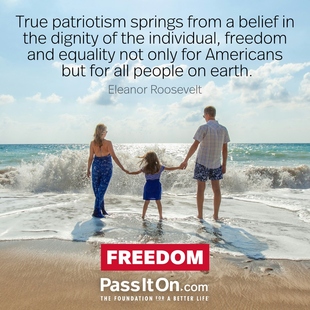 True patriotism springs from a belief in
the dignity of the individual, freedom
and equality not only for Americans
but for all people on earth.
Eleanor Roosevelt
FREEDOM
PassItOn.com
THE FOUNDATION FOR A BETTER LIFE